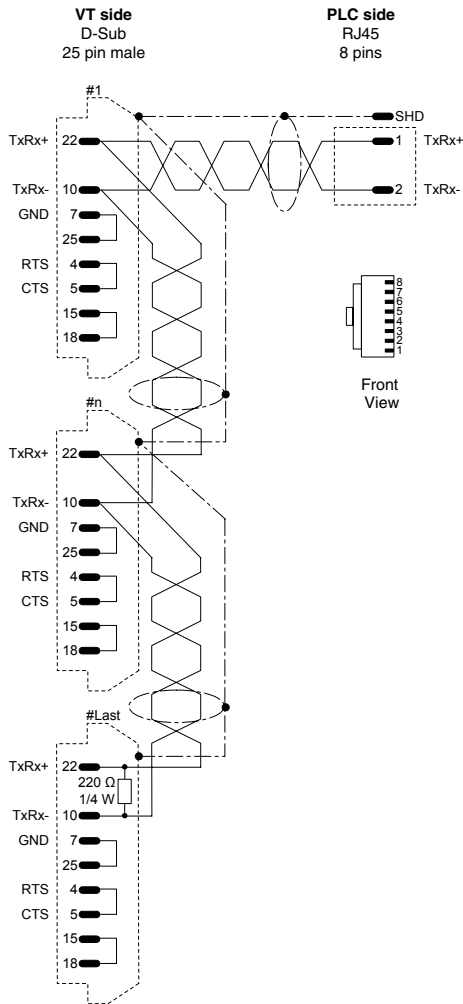 VT side
D-Sub
25 pin male
PLC side
RJ45
8 pins
#1
SHD
TxRx+ 22
1 TxRx+
TxRx- 10
2 TxRx-
GND 7
25
RTS 4
CTS 5
15
18
8
7
6
5
4
3
2
1
Front
View
#n
TxRx+ 22
TxRx- 10
GND 7
25
RTS 4
CTS 5
15
18
#Last
TxRx+ 22
220 Ω
1/4 W
TxRx- 10
GND 7
25
RTS 4
CTS 5
15
18